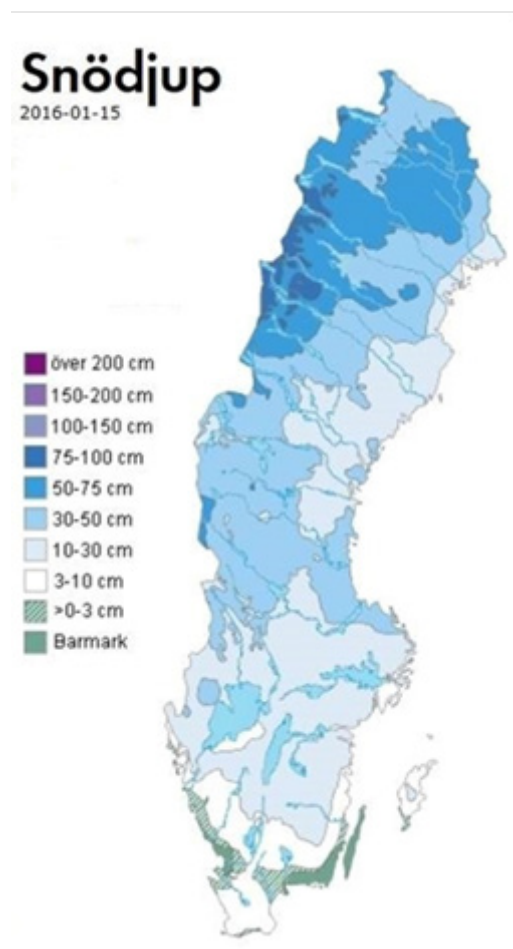 Snödjup
2016-01-15
över 200 cm
150-200 cm
100-150 cm
75-100 cm
50-75 cm
30-50 cm
10-30 cm
3-10 cm
>0-3 cm
Barmark